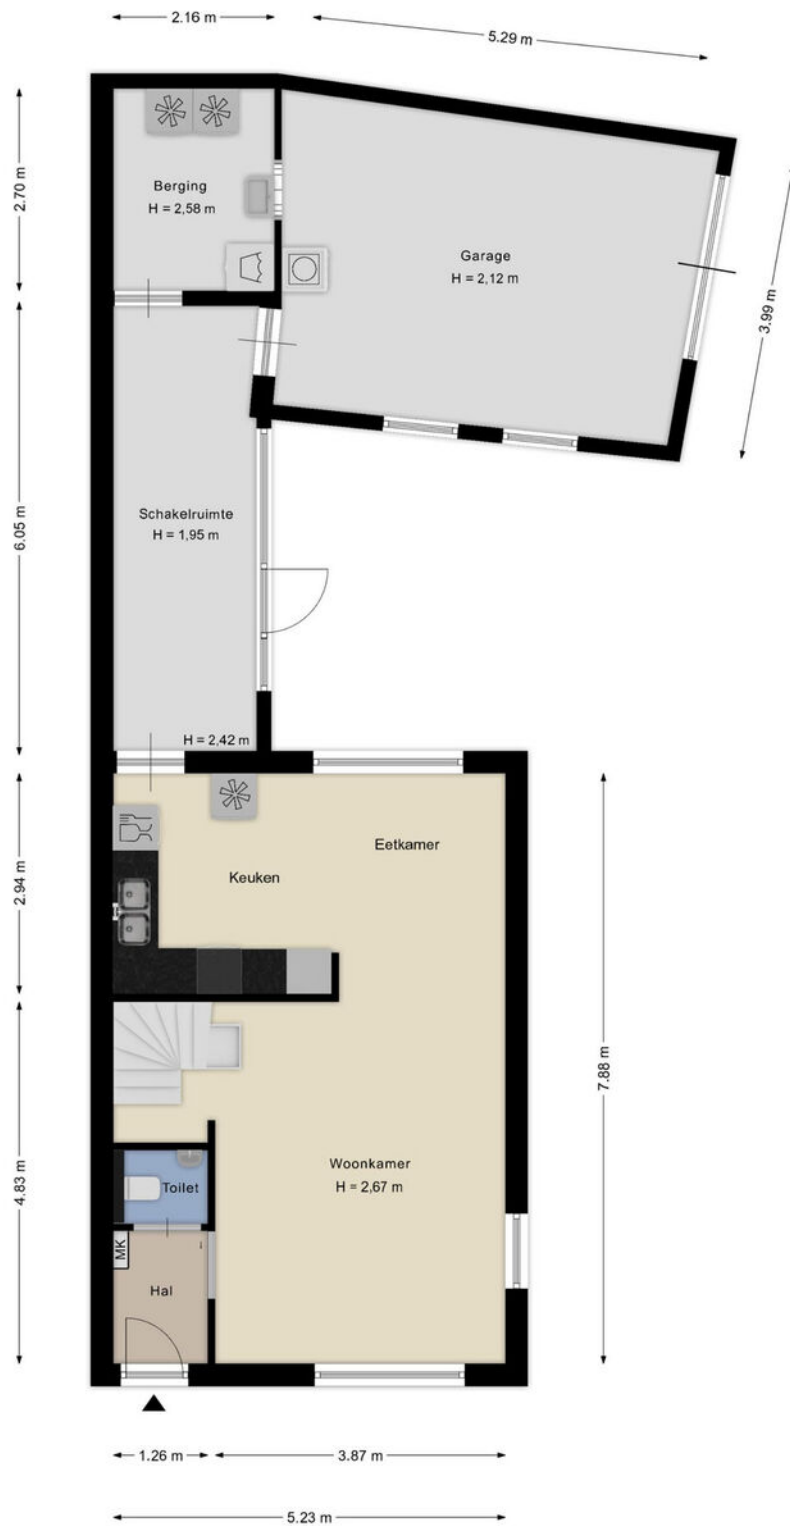 2.16 m
5.29 m
2.70 m
Berging
H = 2,58 m
Garage
H = 2,12 m
3.99 m
6.05 m
Schakelruimte
H = 1,95 m
H = 2,42 m
Eetkamer
Keuken
2.94 m
7.88 m
4.83 m
Woonkamer
H = 2,67 m
Toilet
MK
Hal
1.26 m
3.87 m
5.23 m